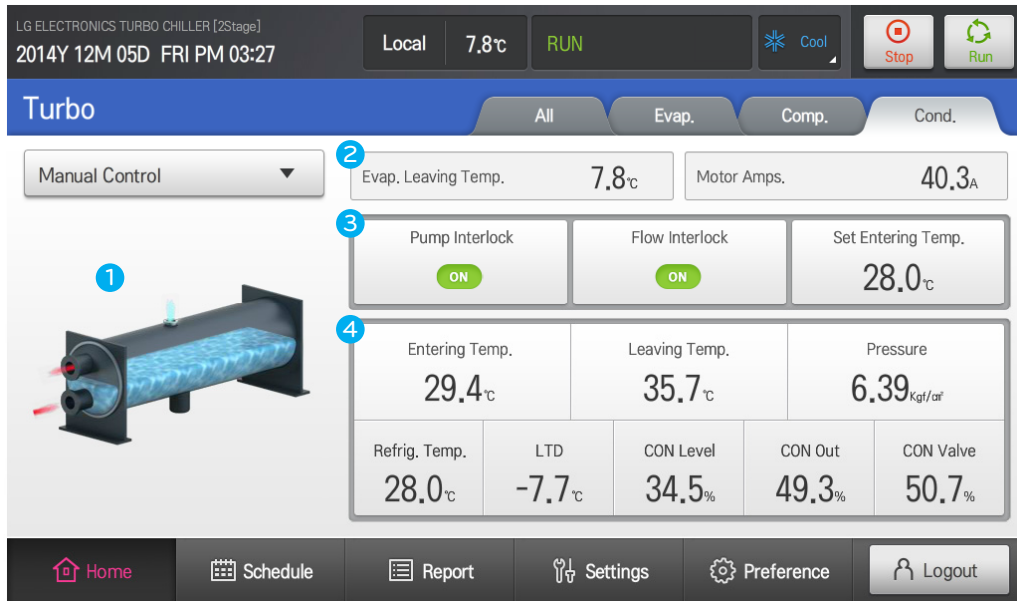 LG ELECTRONICS TURBO CHILLER [2Stage]
2014Y 12M 05D FRI PM 03:27
Local 7.8℃ RUN Cool
Stop Run
Turbo
All Evap. Comp. Cond.
Manual Control
2
Evap. Leaving Temp. 7.8℃ Motor Amps. 40.3A
3
Pump Interlock Flow Interlock Set Entering Temp.
ON ON 28.0℃
1
4
Entering Temp. Leaving Temp. Pressure
29.4℃ 35.7℃ 6.39Kgf/㎠
Refrig. Temp. LTD CON Level CON Out CON Valve
28.0℃ -7.7℃ 34.5% 49.3% 50.7%
Home Schedule Report Settings Preference Logout